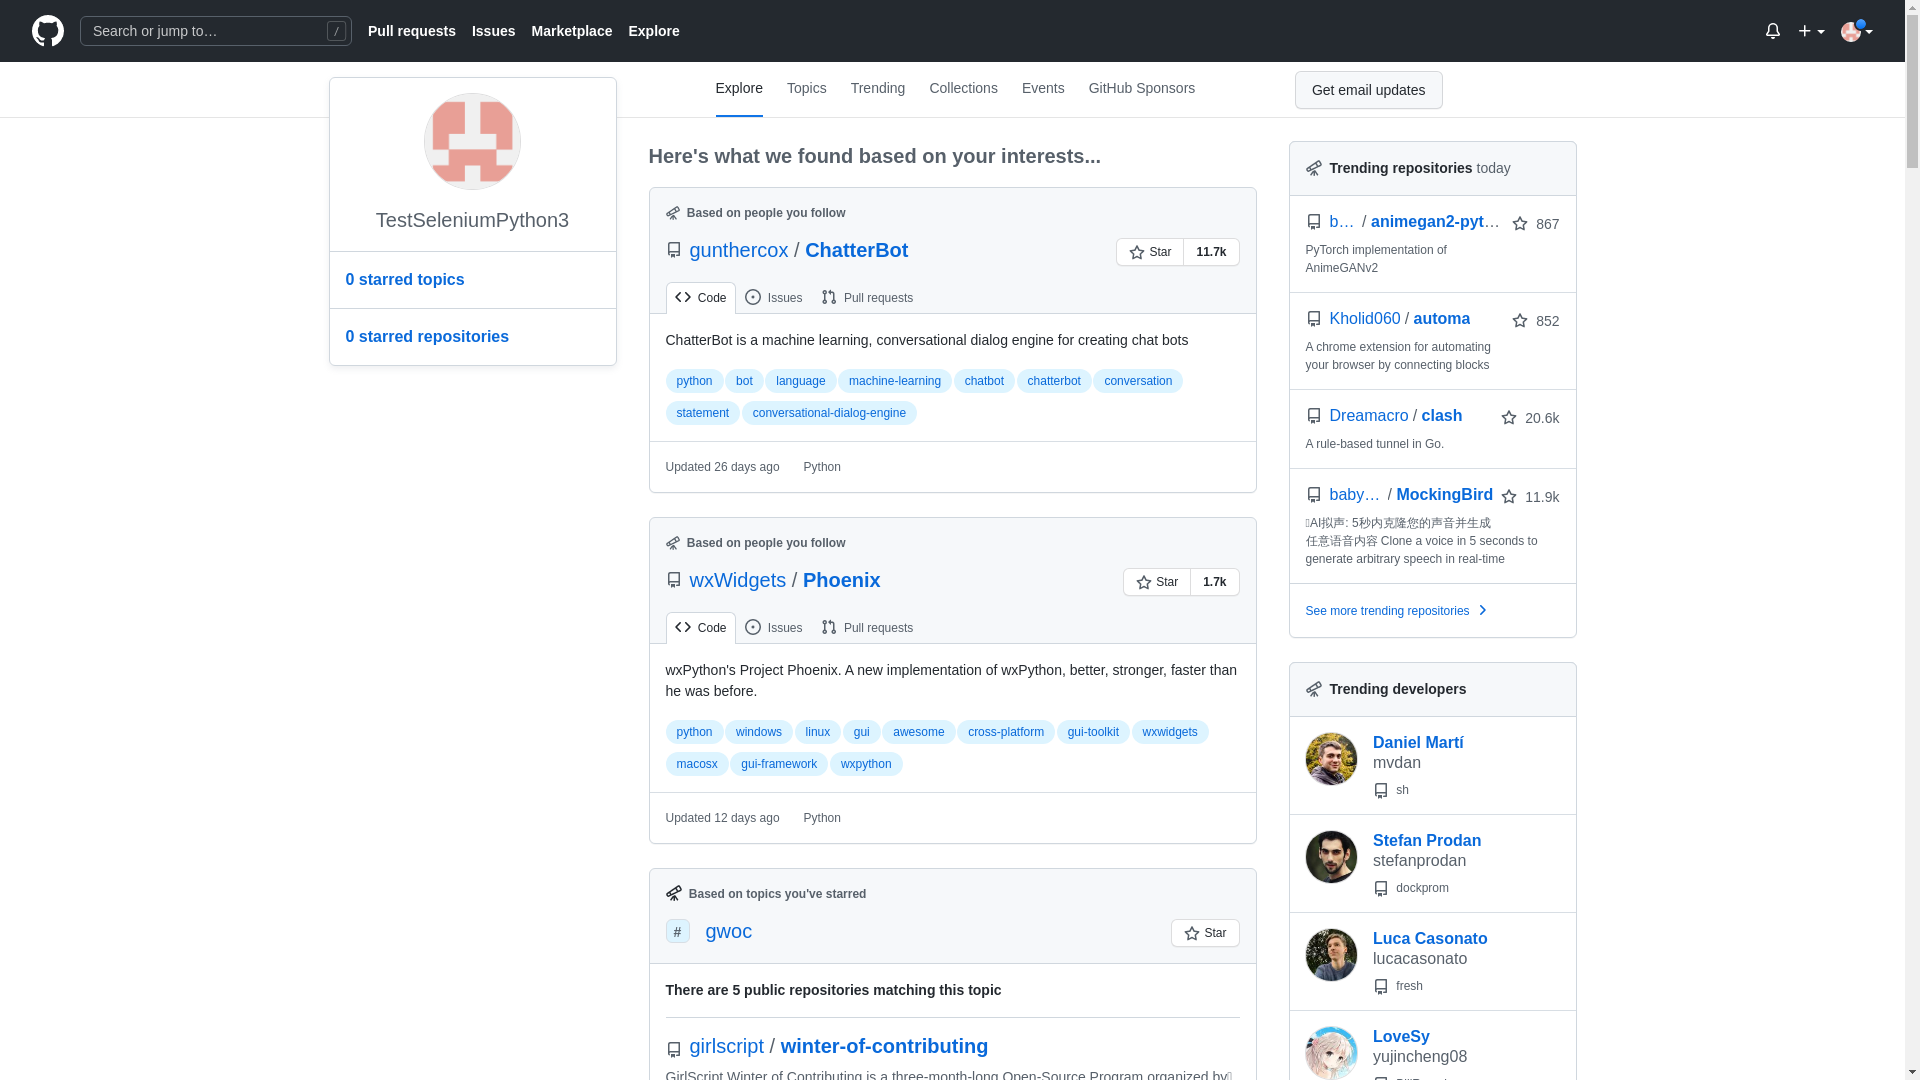 Search or jump to…
/
Pull requests
Issues
Marketplace
Explore
Explore
Topics
Trending
Collections
Events
GitHub Sponsors
Get email updates
TestSeleniumPython3
0 starred topics
0 starred repositories
Here's what we found based on your interests...
Based on people you follow
gunthercox / ChatterBot
Star
11.7k
Code
Issues
Pull requests
ChatterBot is a machine learning, conversational dialog engine for creating chat bots
python bot language machine-learning chatbot chatterbot conversation
statement conversational-dialog-engine
Updated 26 days ago
Python
Based on people you follow
wxWidgets / Phoenix
Star
1.7k
Code
Issues
Pull requests
wxPython's Project Phoenix. A new implementation of wxPython, better, stronger, faster than
he was before.
python windows linux gui awesome cross-platform gui-toolkit wxwidgets
macosx gui-framework wxpython
Updated 12 days ago
Python
Based on topics you've starred
#
gwoc
Star
There are 5 public repositories matching this topic
girlscript / winter-of-contributing
GirlScript Winter of Contributing is a three-month-long Open-Source Program organized by
Trending repositories today
b… / animegan2-pyt…
867
PyTorch implementation of
AnimeGANv2
Kholid060 / automa
852
A chrome extension for automating
your browser by connecting blocks
Dreamacro / clash
20.6k
A rule-based tunnel in Go.
baby… / MockingBird
11.9k
AI拟声: 5秒内克隆您的声音并生成
任意语音内容 Clone a voice in 5 seconds to
generate arbitrary speech in real-time
See more trending repositories
Trending developers
Daniel Martí
mvdan
sh
Stefan Prodan
stefanprodan
dockprom
Luca Casonato
lucacasonato
fresh
LoveSy
yujincheng08